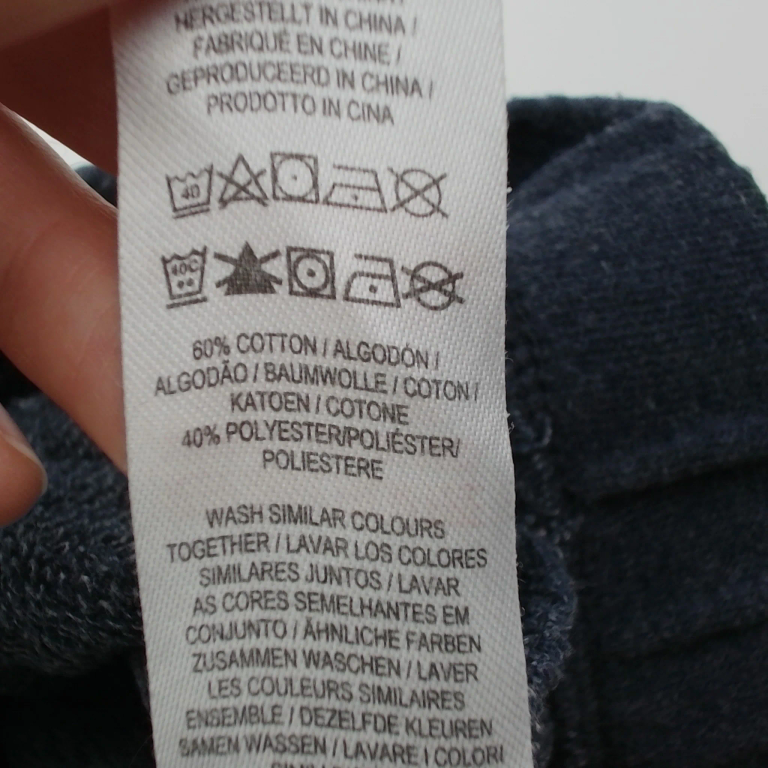 HERGESTELLT IN CHINA /
FABRIQUÉ EN CHINE /
GEPRODUCEERD IN CHINA /
PRODOTTO IN CINA
40
40C
60% COTTON / ALGODÓN /
ALGODÃO / BAUMWOLLE / COTON /
KATOEN / COTONE
40% POLYESTER/POLIÉSTER/
POLIESTERE
WASH SIMILAR COLOURS
TOGETHER / LAVAR LOS COLORES
SIMILARES JUNTOS / LAVAR
AS CORES SEMELHANTES EM
CONJUNTO / ÄHNLICHE FARBEN
ZUSAMMEN WASCHEN / LAVER
LES COULEURS SIMILAIRES
ENSEMBLE / DEZELFDE KLEUREN
SAMEN WASSEN / LAVARE I COLORI